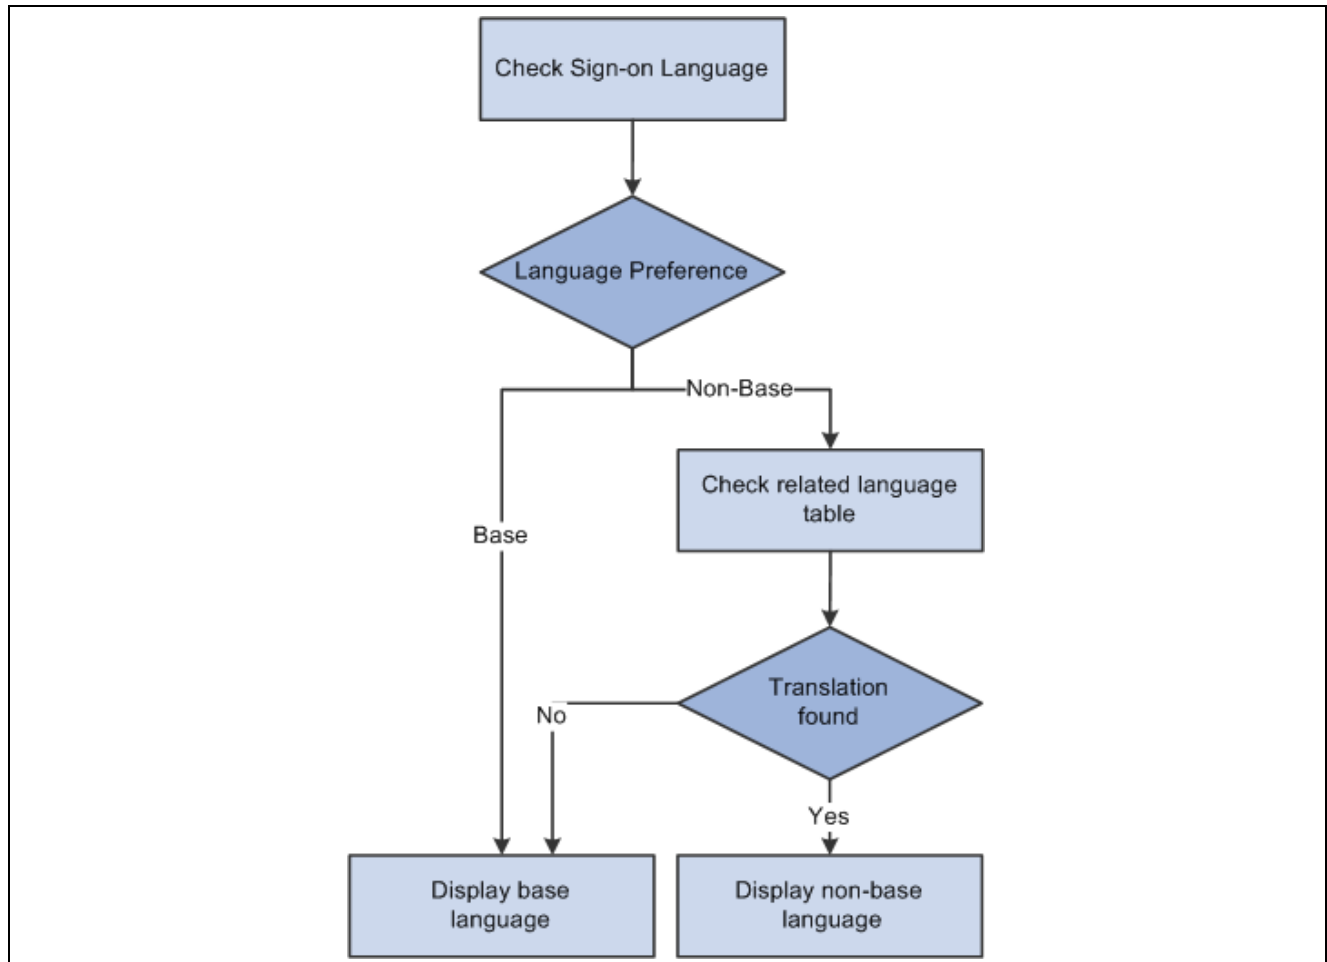 Check Sign-on Language
Language Preference
Non-Base
Check related language
table
Base
Translation
found
No
Yes
Display base
language
Display non-base
language